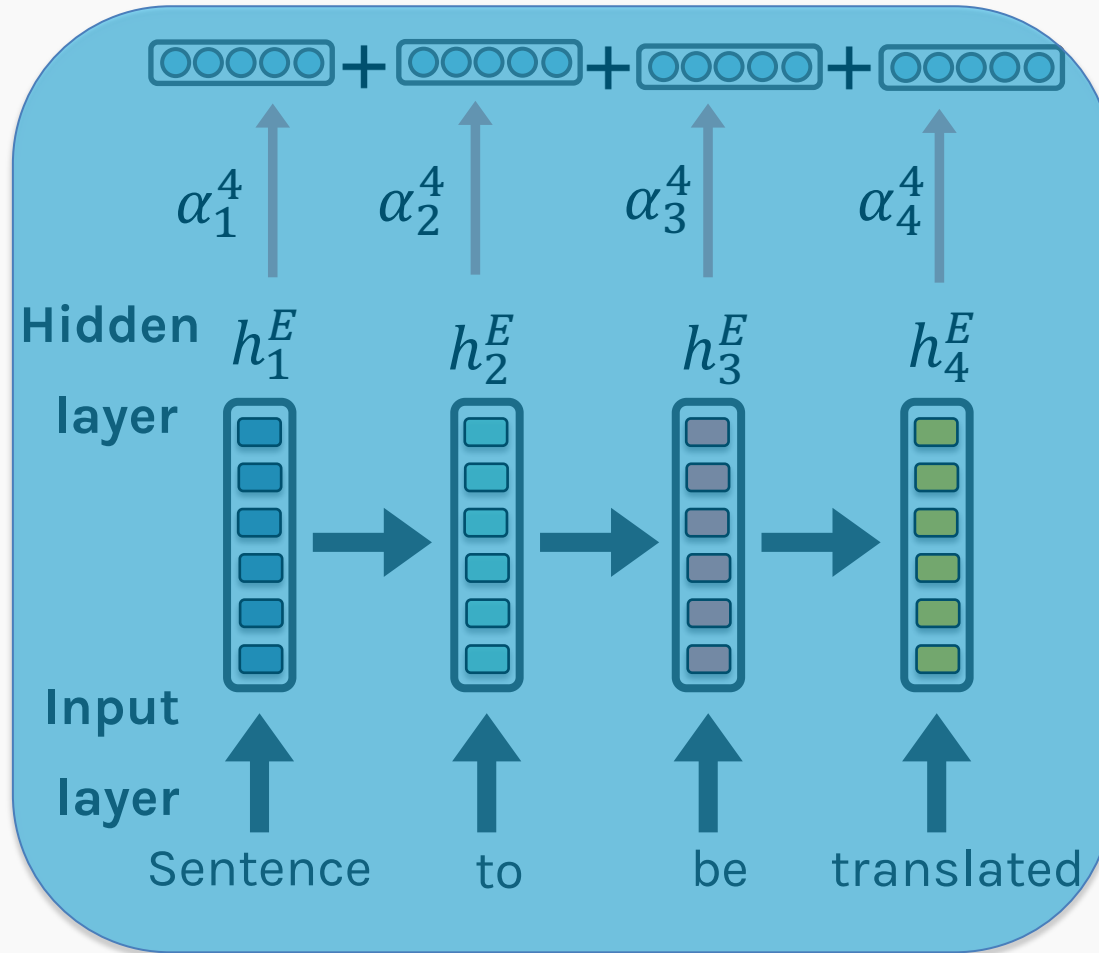 + + +
α₁⁴ α₂⁴ α₃⁴ α₄⁴
Hidden
layer
h₁ᴱ h₂ᴱ h₃ᴱ h₄ᴱ
Input
layer
Sentence to be translated